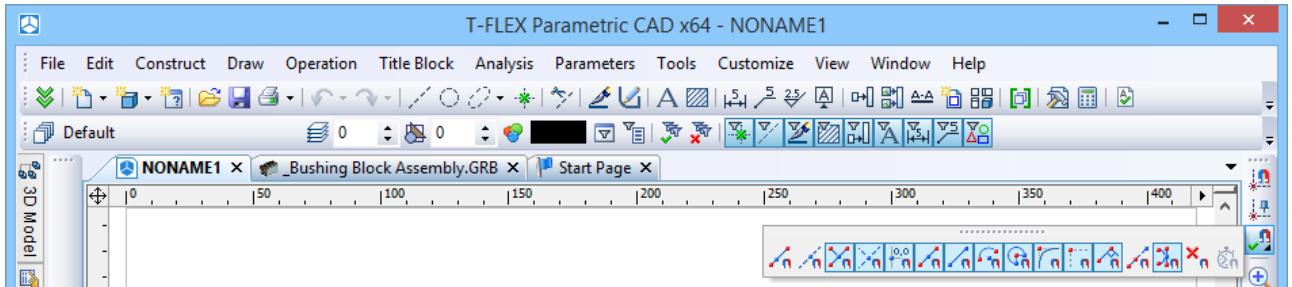 T-FLEX Parametric CAD x64 - NONAME1
File Edit Construct Draw Operation Title Block Analysis Parameters Tools Customize View Window Help
Default 0 0
NONAME1 _Bushing Block Assembly.GRB Start Page
3D Model
0 50 100 150 200 250 300 350 400